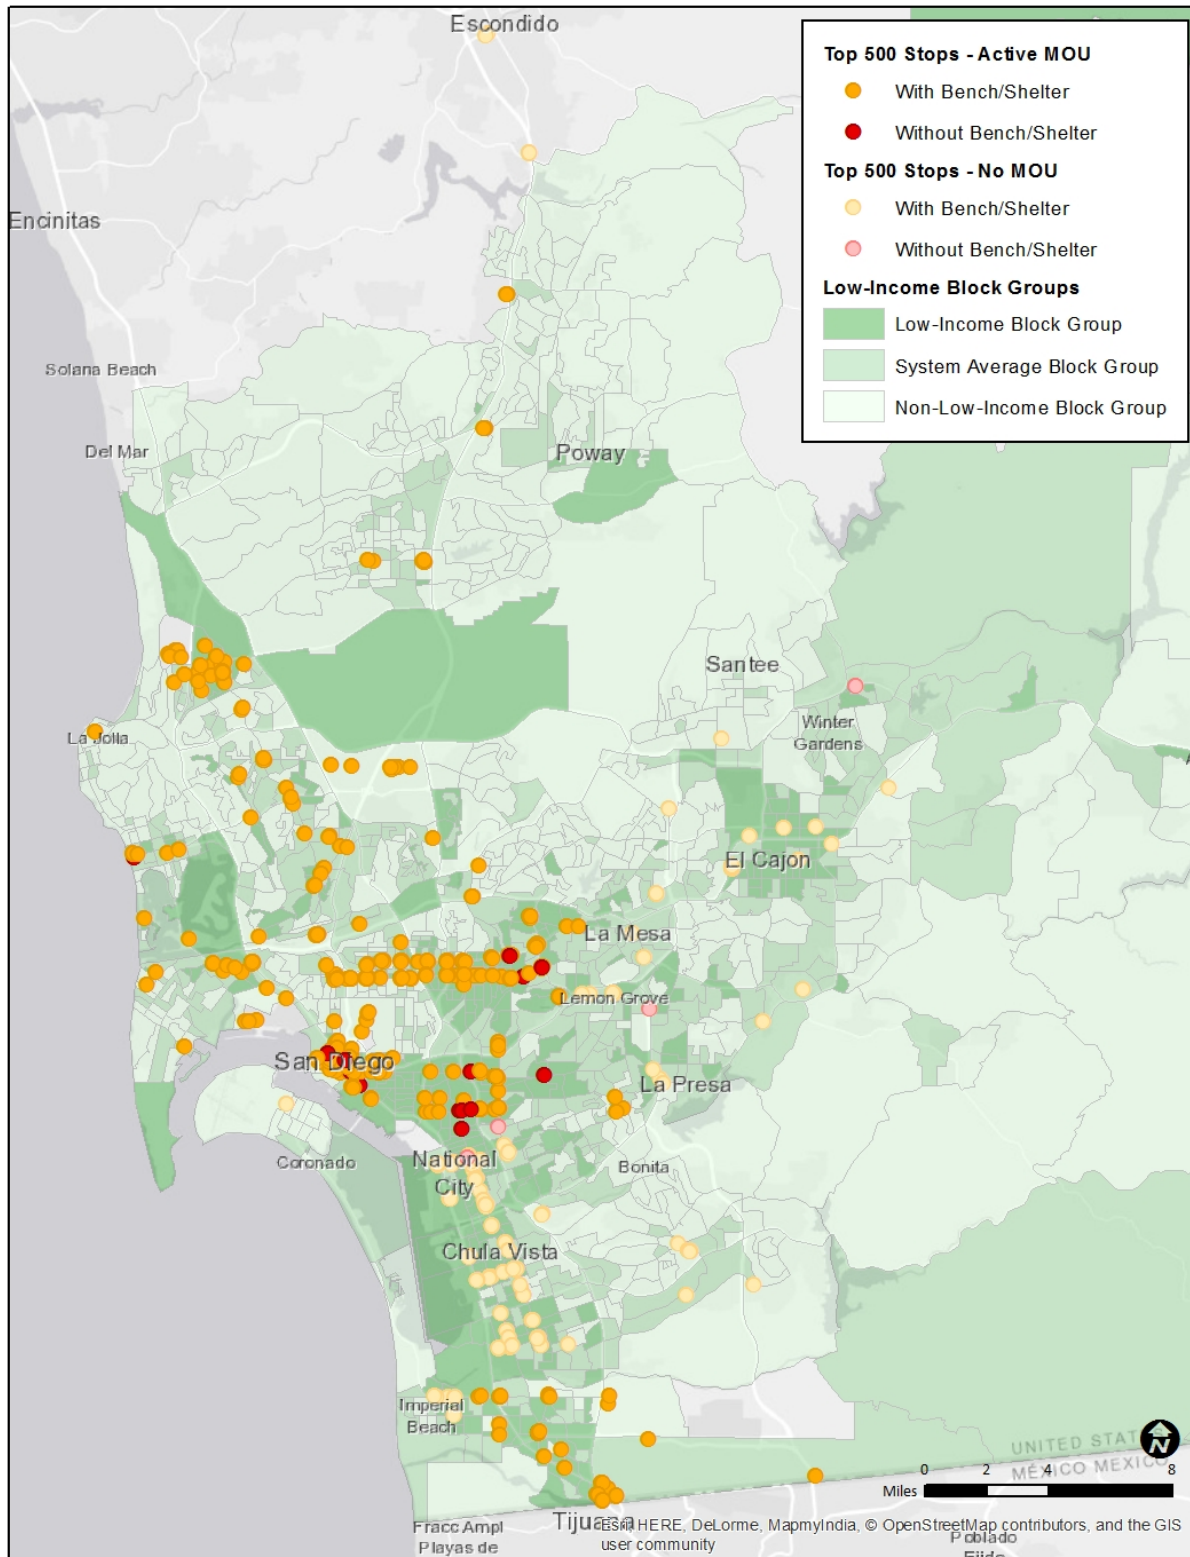 Escondido
Top 500 Stops - Active MOU
With Bench/Shelter
Without Bench/Shelter
Top 500 Stops - No MOU
With Bench/Shelter
Without Bench/Shelter
Low-Income Block Groups
Low-Income Block Group
System Average Block Group
Non-Low-Income Block Group
Encinitas
Solana Beach
Del Mar
Poway
Santee
La Jolla
Winter
Gardens
El Cajon
La Mesa
Lemon Grove
San Diego
La Presa
Coronado
National
City
Bonita
Chula Vista
Imperial
Beach
MÉXICO MEXICO
0 2 4 8
Miles
N
Fracc Ampl
Playas de
Tijuana
Esri, HERE, DeLorme, MapmyIndia, © OpenStreetMap contributors, and the GIS
user community
Poblado